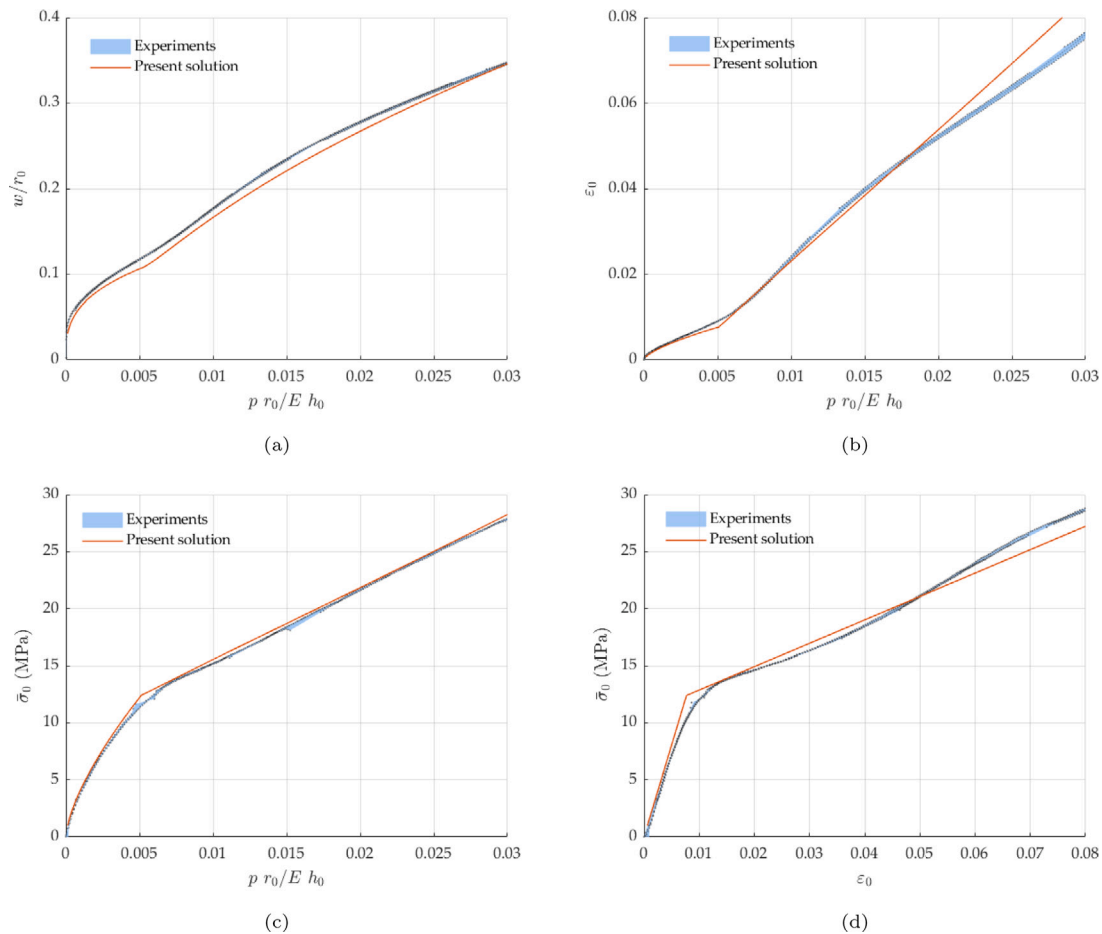 0.4
Experiments
Present solution
0.3
0.2
0.1
0
w/r₀
0 0.005 0.01 0.015 0.02 0.025 0.03
p r₀/E h₀
(a)
0.08
Experiments
Present solution
0.06
0.04
0.02
0
ε₀
0 0.005 0.01 0.015 0.02 0.025 0.03
p r₀/E h₀
(b)
30
Experiments
Present solution
25
20
15
10
5
0
σ̄₀ (MPa)
0 0.005 0.01 0.015 0.02 0.025 0.03
p r₀/E h₀
(c)
30
Experiments
Present solution
25
20
15
10
5
0
σ̄₀ (MPa)
0 0.01 0.02 0.03 0.04 0.05 0.06 0.07 0.08
ε₀
(d)